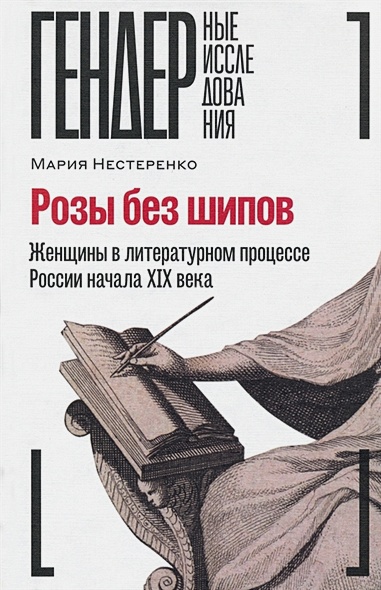 ГЕНДЕР
НЫЕ
ИССЛЕ
ДОВА
НИЯ
Мария Нестеренко
Розы без шипов
Женщины в литературном процессе
России начала XIX века